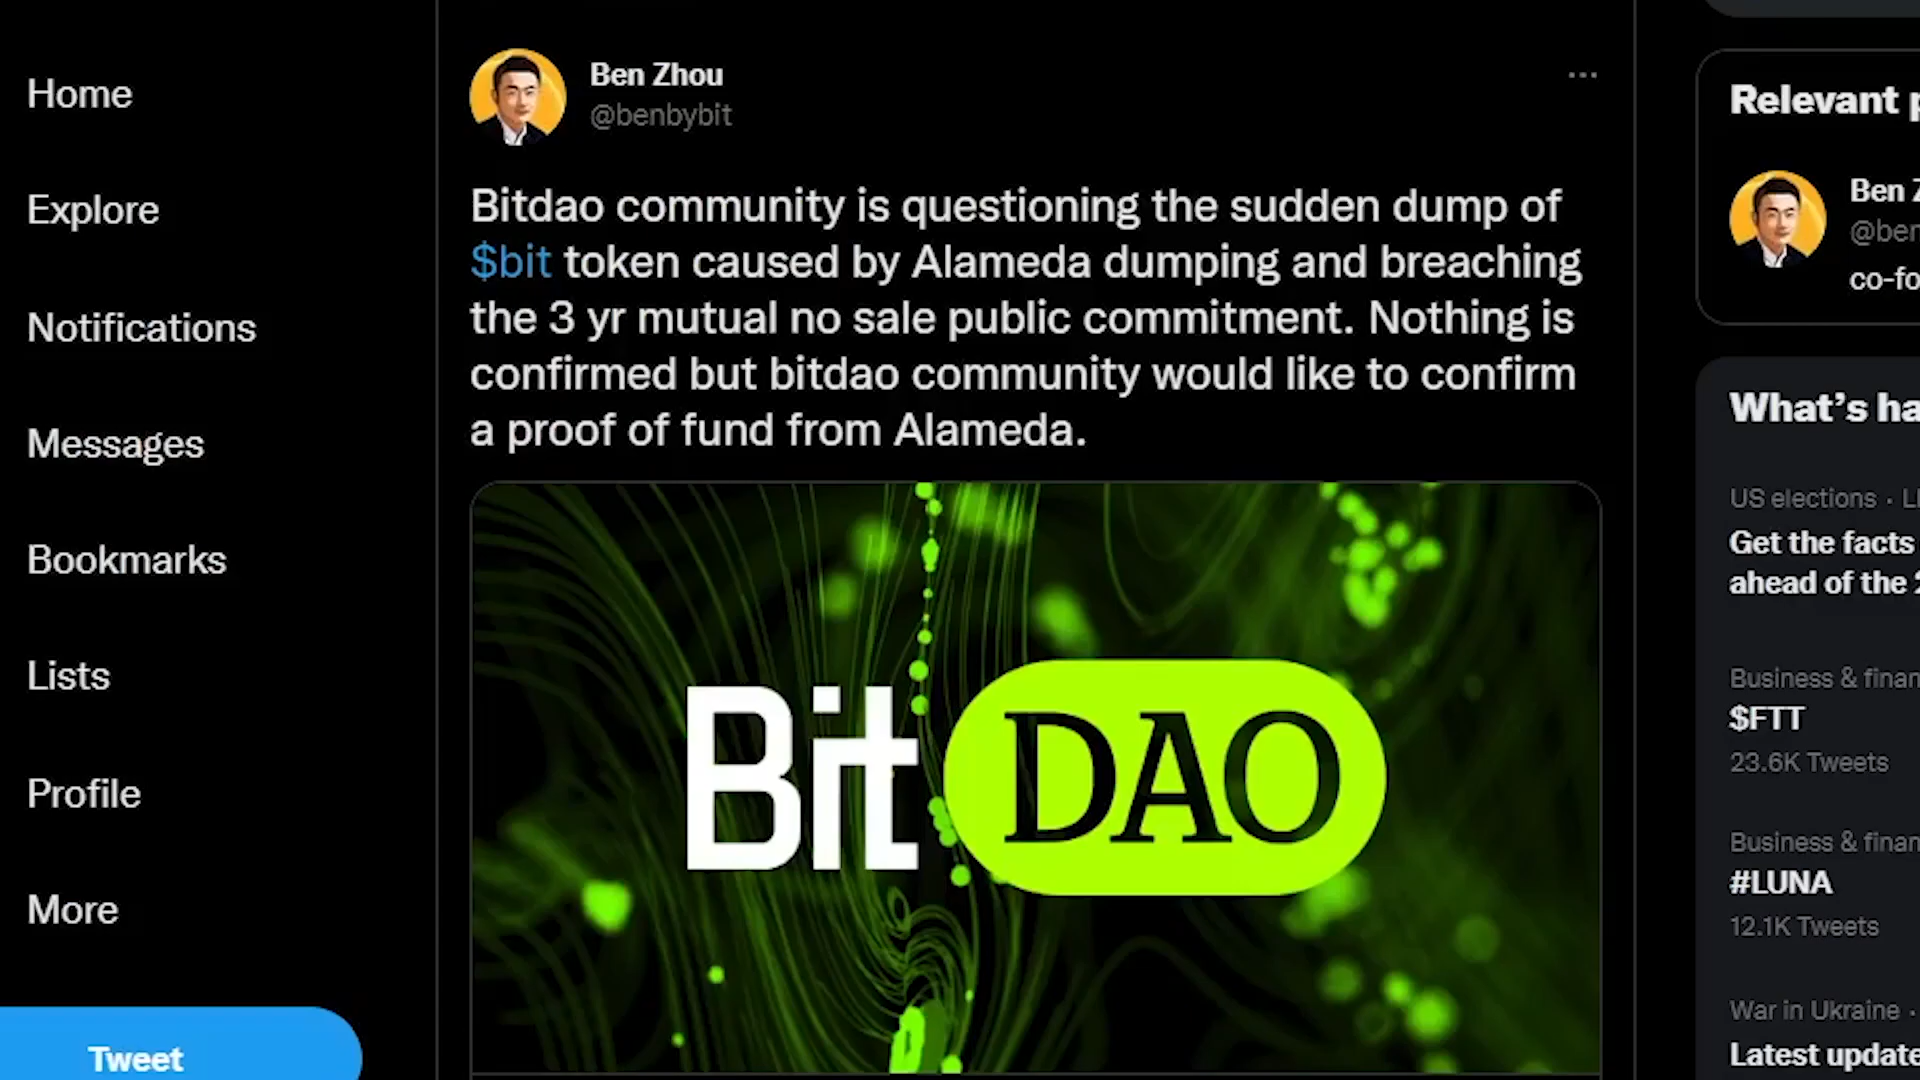 Home
Explore
Notifications
Messages
Bookmarks
Lists
Profile
More
Tweet
Ben Zhou
@benbybit
Bitdao community is questioning the sudden dump of
$bit token caused by Alameda dumping and breaching
the 3 yr mutual no sale public commitment. Nothing is
confirmed but bitdao community would like to confirm
a proof of fund from Alameda.
Bit DAO
Relevant
Ben
@ben
co-fo
What's ha
US elections ·
Get the facts
ahead of the
Business & finan
$FTT
23.6K Tweets
Business & finan
#LUNA
12.1K Tweets
War in Ukraine ·
Latest update